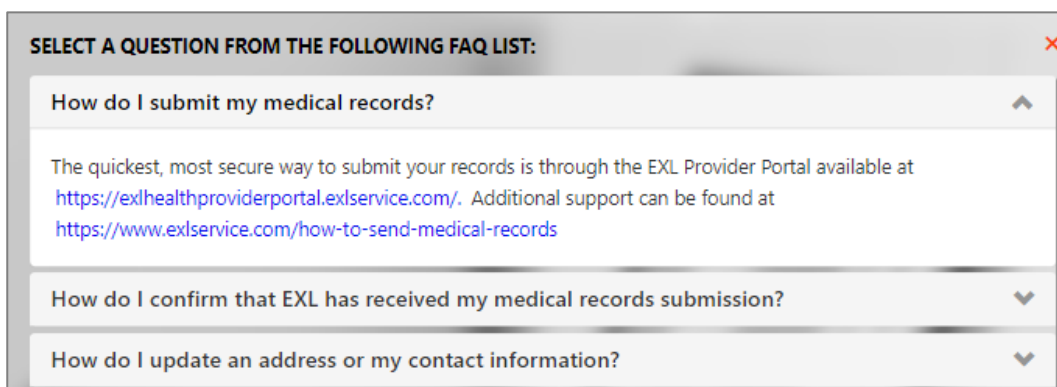 SELECT A QUESTION FROM THE FOLLOWING FAQ LIST:
How do I submit my medical records?
The quickest, most secure way to submit your records is through the EXL Provider Portal available at
https://exlhealthproviderportal.exlservice.com/. Additional support can be found at
https://www.exlservice.com/how-to-send-medical-records
How do I confirm that EXL has received my medical records submission?
How do I update an address or my contact information?